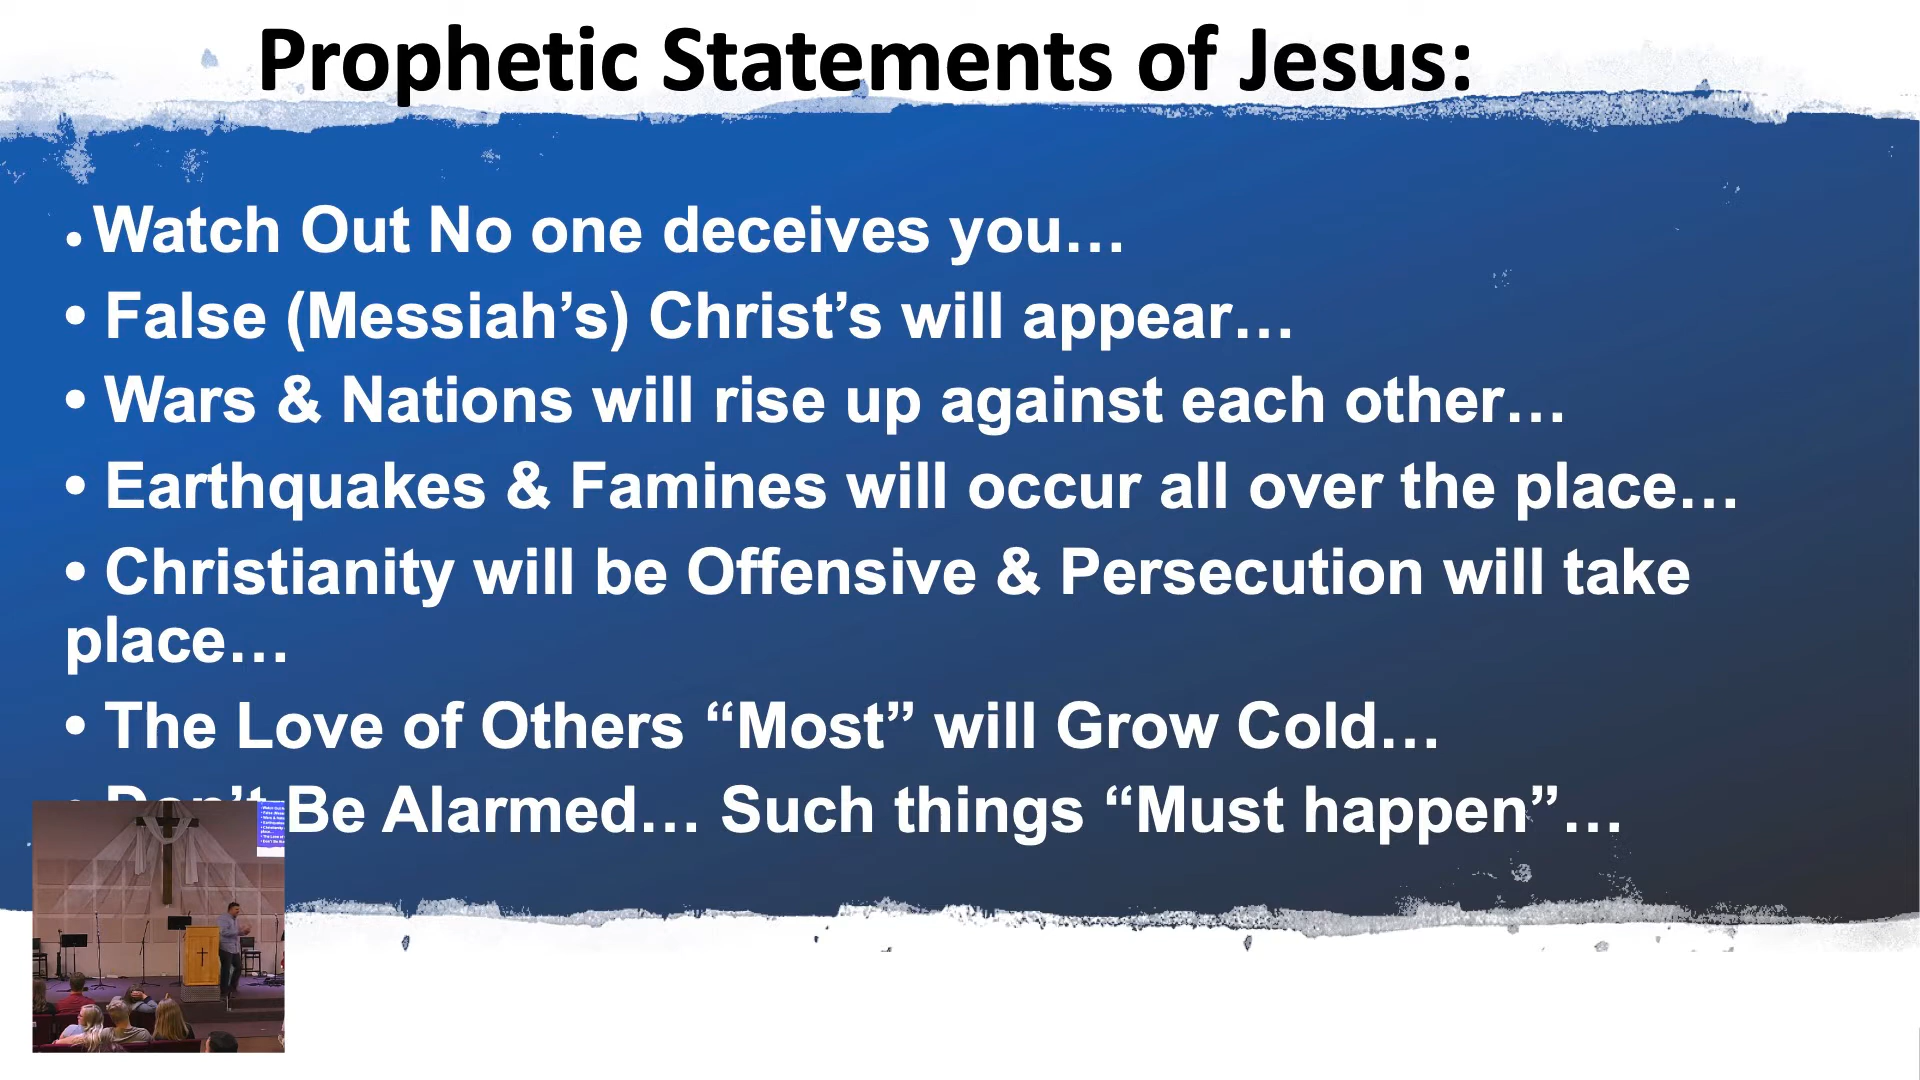 Prophetic Statements of Jesus:
• Watch Out No one deceives you…
• False (Messiah’s) Christ’s will appear…
• Wars & Nations will rise up against each other…
• Earthquakes & Famines will occur all over the place…
• Christianity will be Offensive & Persecution will take
place…
• The Love of Others “Most” will Grow Cold…
• Don’t Be Alarmed… Such things “Must happen”…